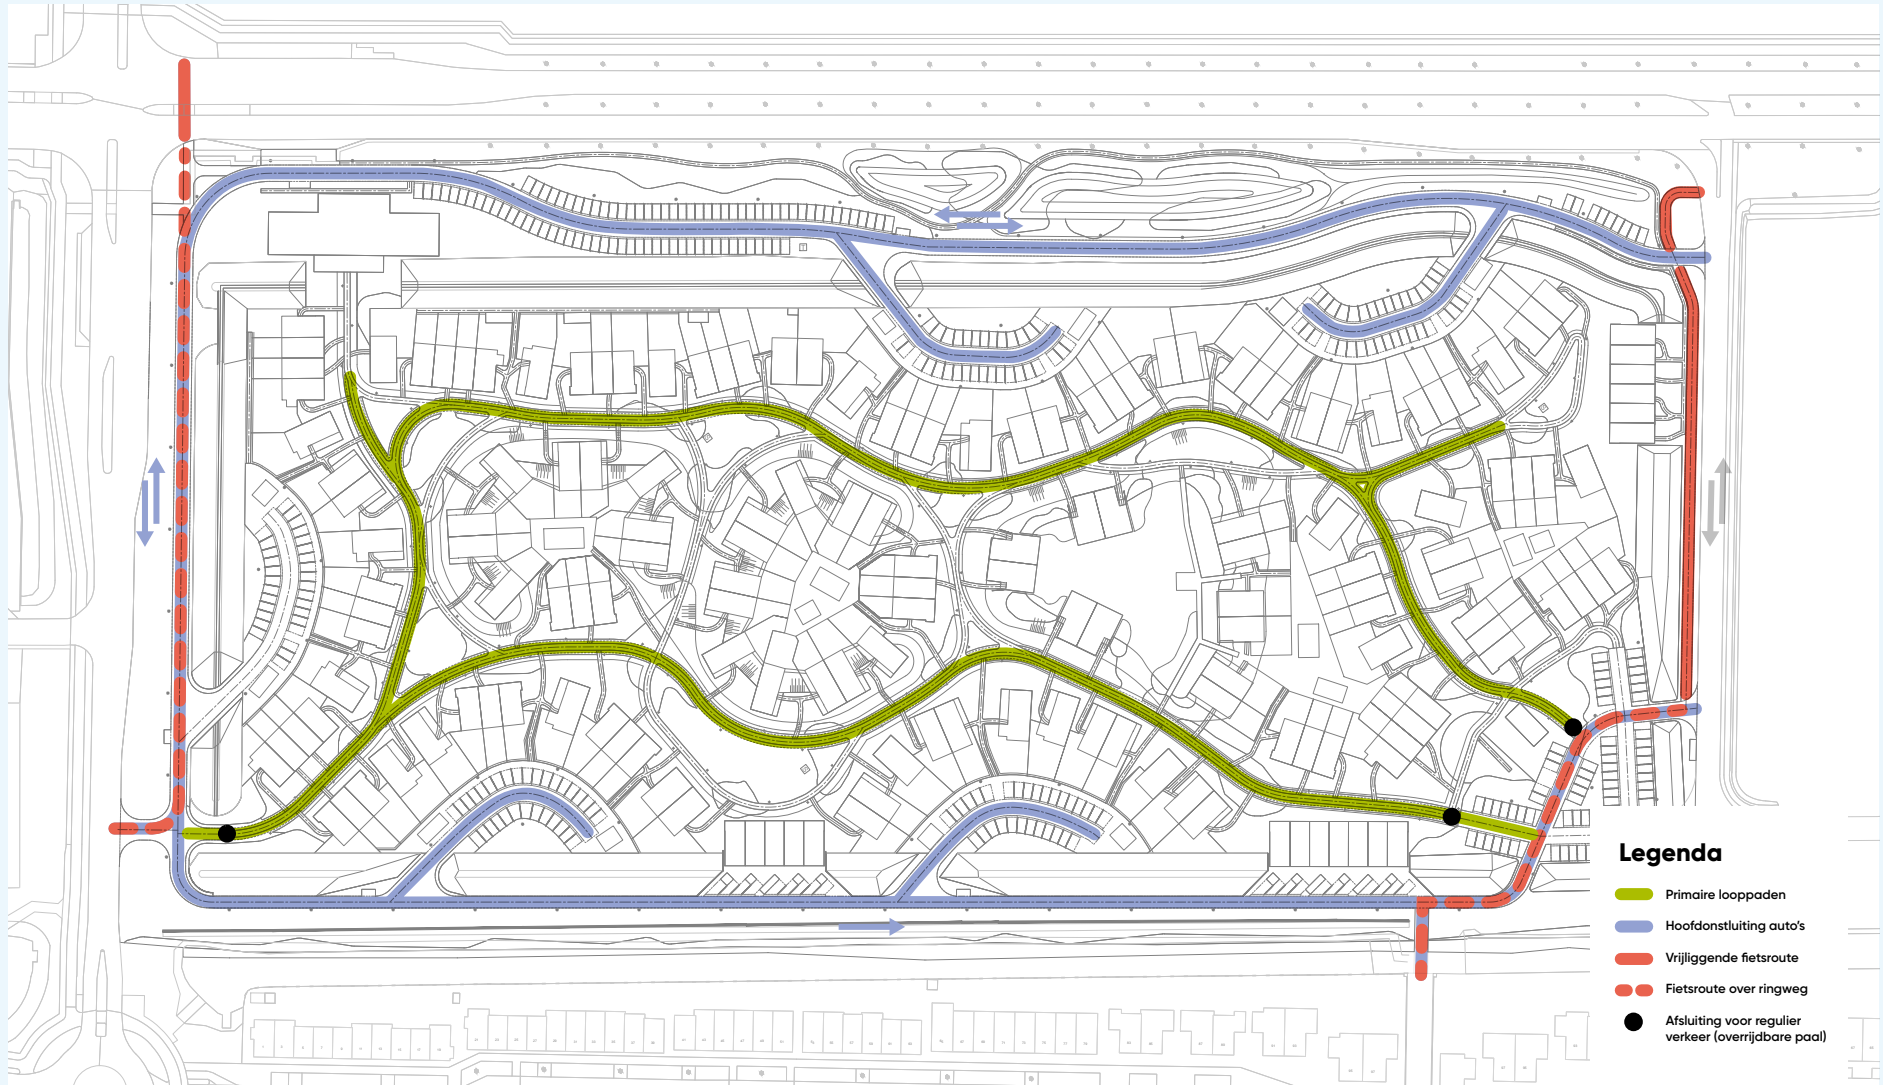 Legenda
Primaire looppaden
Hoofdonstluiting auto's
Vrijliggende fietsroute
Fietsroute over ringweg
Afsluiting voor regulier
verkeer (overrijdbare paal)